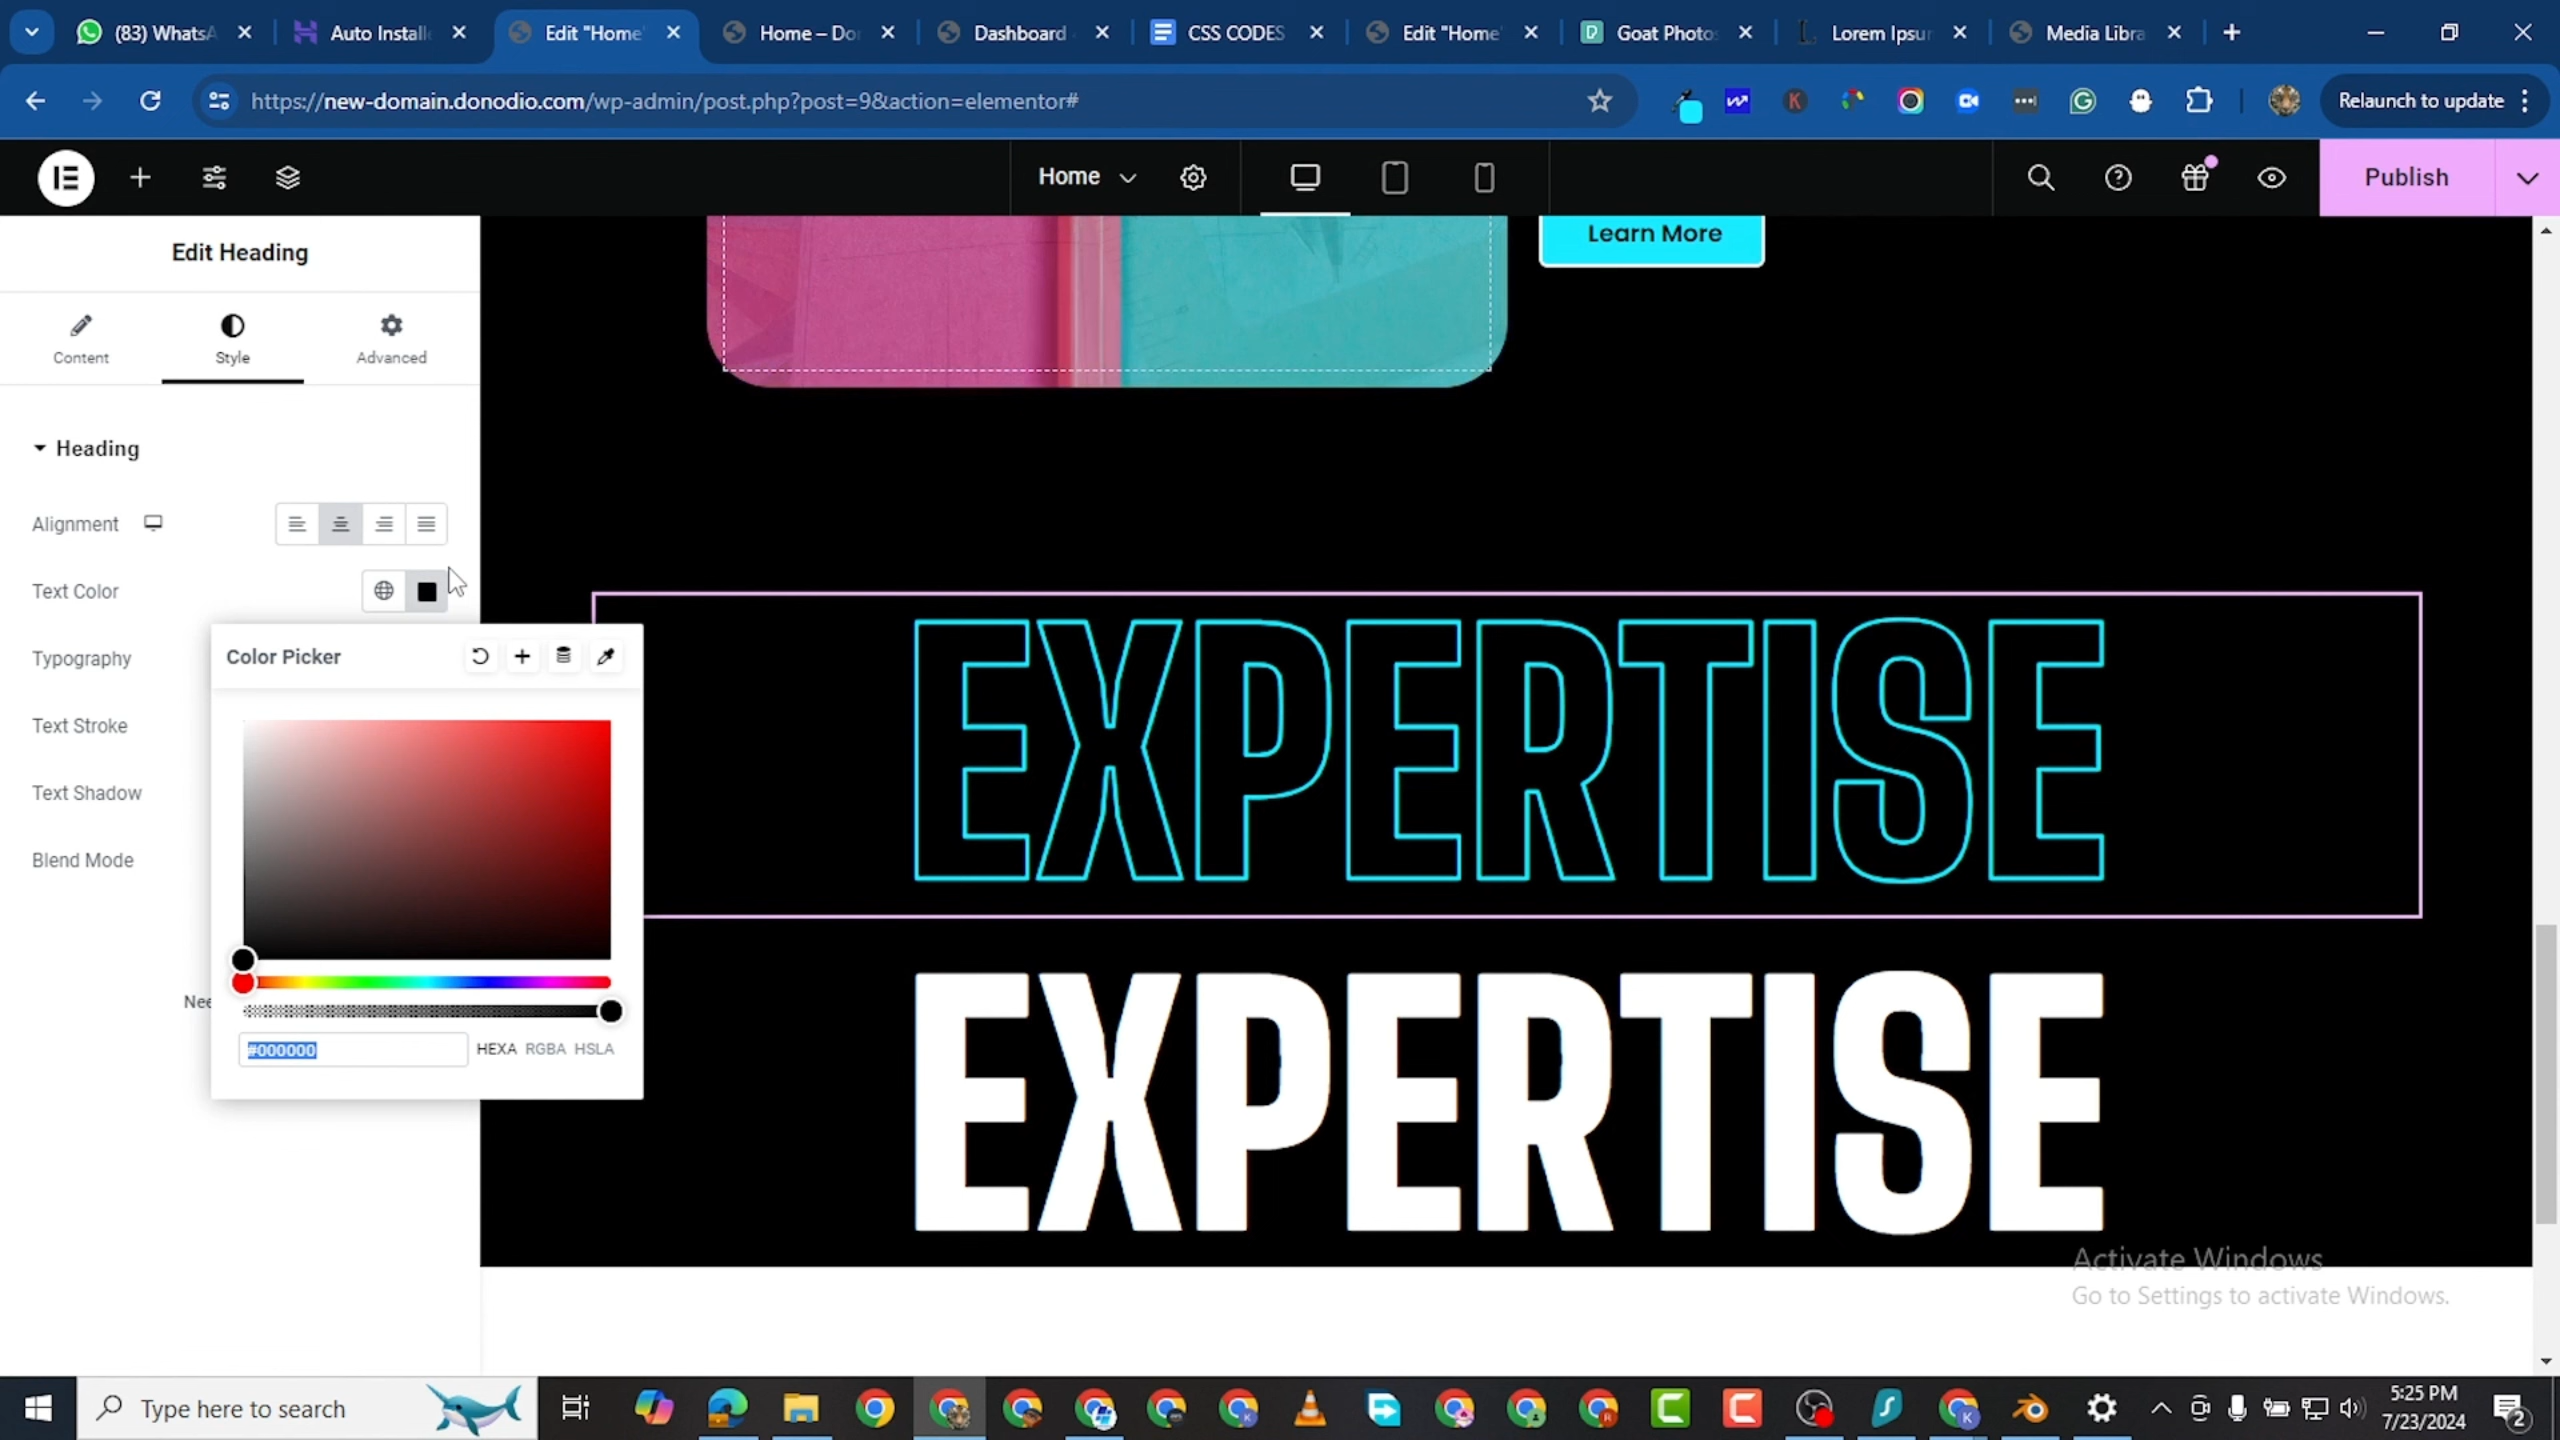 (83) WhatsA
Auto Install
Edit "Home"
Home – Do
Dashboard
CSS CODES
Edit "Home"
Goat Photo
Lorem Ipsu
Media Libra
https://new-domain.donodio.com/wp-admin/post.php?post=9&action=elementor#
Relaunch to update
Home
Publish
Edit Heading
Content
Style
Advanced
Learn More
Heading
Alignment
Text Color
Typography
Text Stroke
Text Shadow
Blend Mode
Nee
Color Picker
#000000
HEXA RGBA HSLA
EXPERTISE
EXPERTISE
Activate Windows
Go to Settings to activate Windows.
Type here to search
5:25 PM
7/23/2024
2